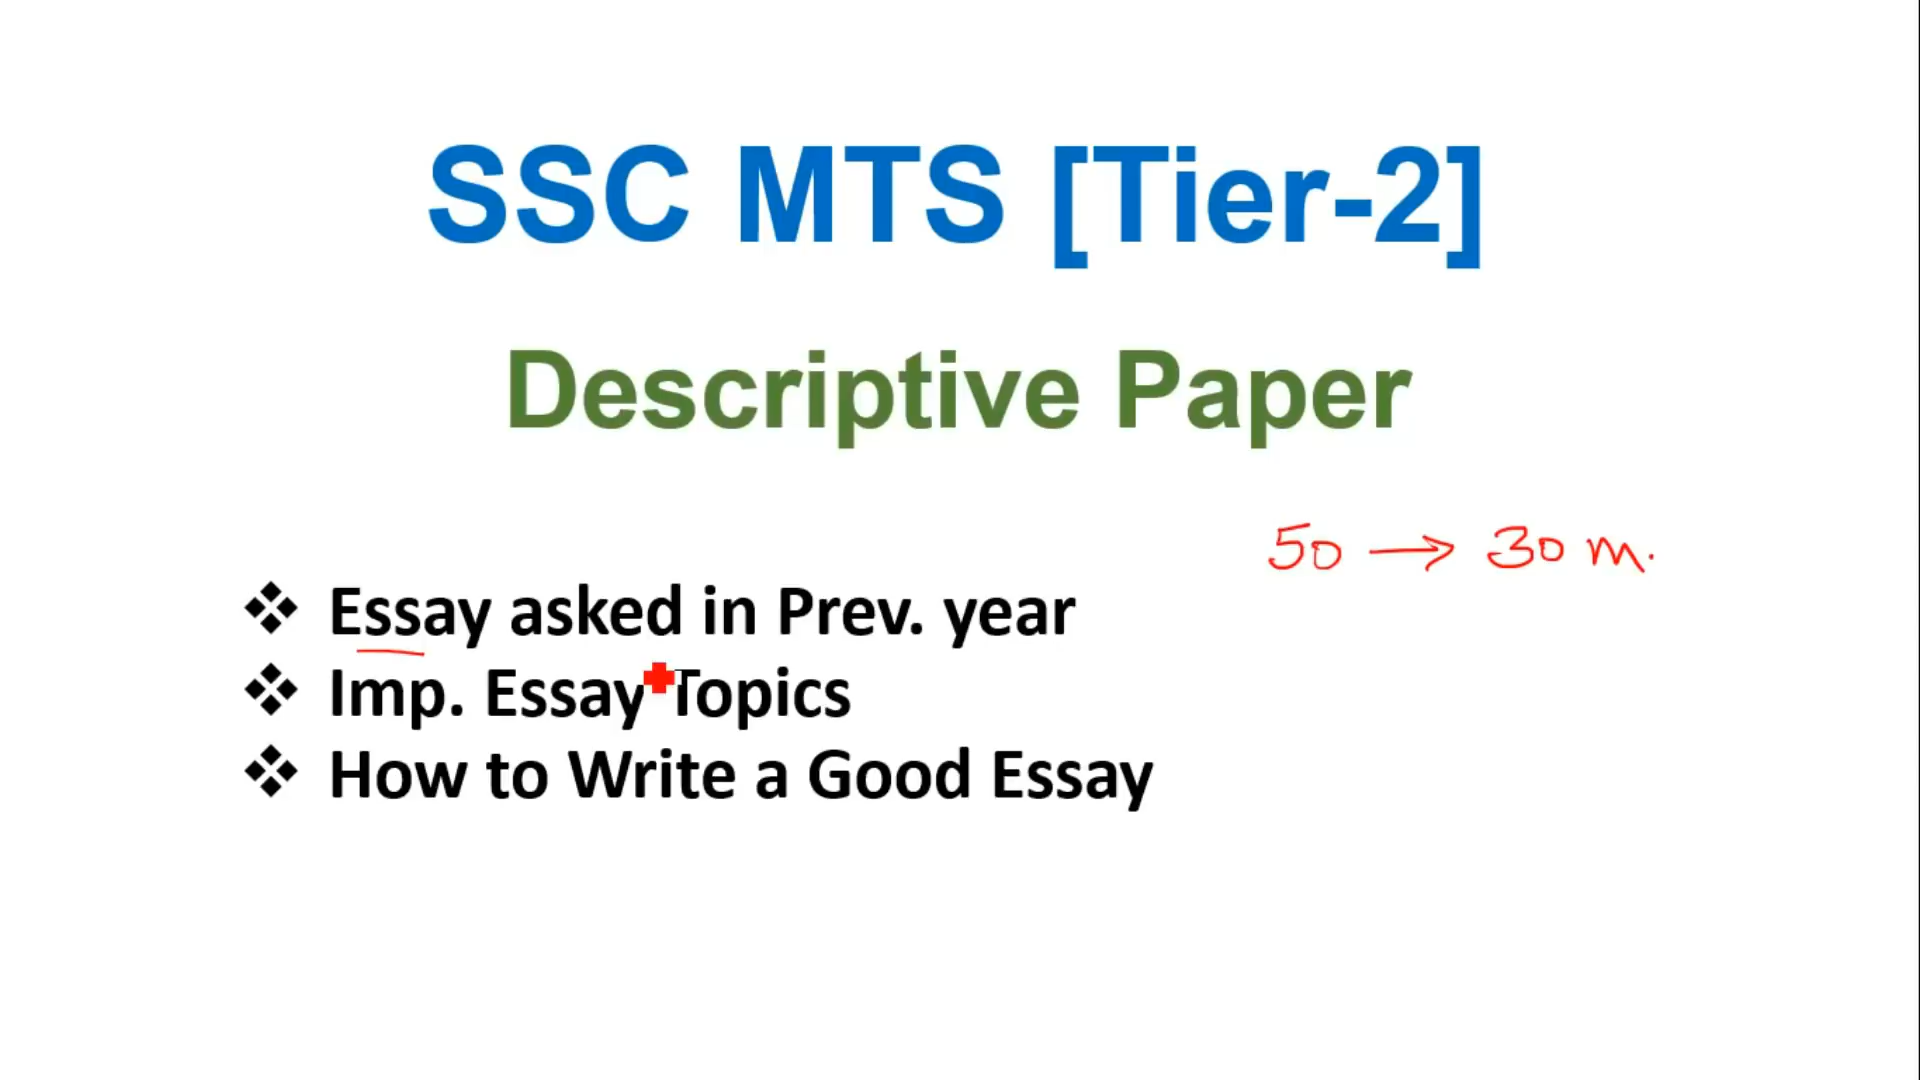 SSC MTS [Tier-2]
Descriptive Paper
50 → 30 m.
❖ Essay asked in Prev. year
❖ Imp. Essay Topics
❖ How to Write a Good Essay